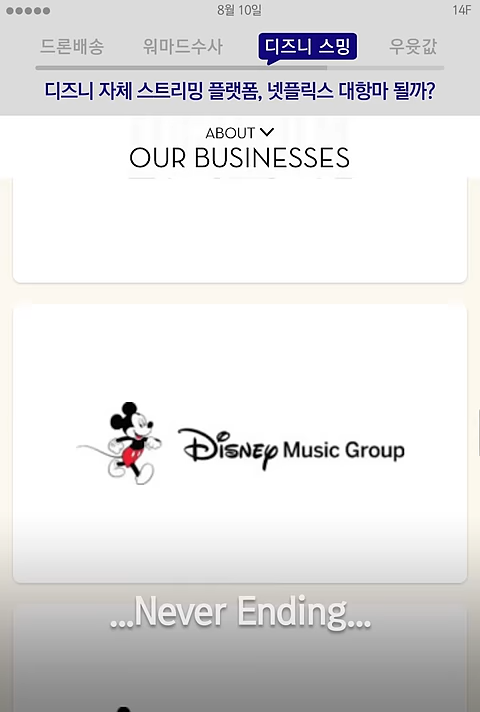 8월 10일
14F
드론배송
워마드수사
디즈니 스밍
우윳값
디즈니 자체 스트리밍 플랫폼, 넷플릭스 대항마 될까?
ABOUT
OUR BUSINESSES
Disney Music Group
...Never Ending...